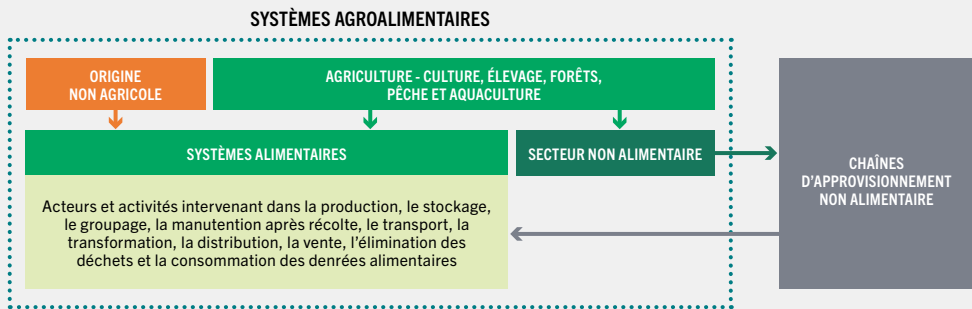 SYSTÈMES AGROALIMENTAIRES
ORIGINE
NON AGRICOLE
AGRICULTURE - CULTURE, ÉLEVAGE, FORÊTS,
PÊCHE ET AQUACULTURE
SYSTÈMES ALIMENTAIRES
SECTEUR NON ALIMENTAIRE
Acteurs et activités intervenant dans la production, le stockage,
le groupage, la manutention après récolte, le transport, la
transformation, la distribution, la vente, l’élimination des
déchets et la consommation des denrées alimentaires
CHAÎNES
D’APPROVISIONNEMENT
NON ALIMENTAIRE